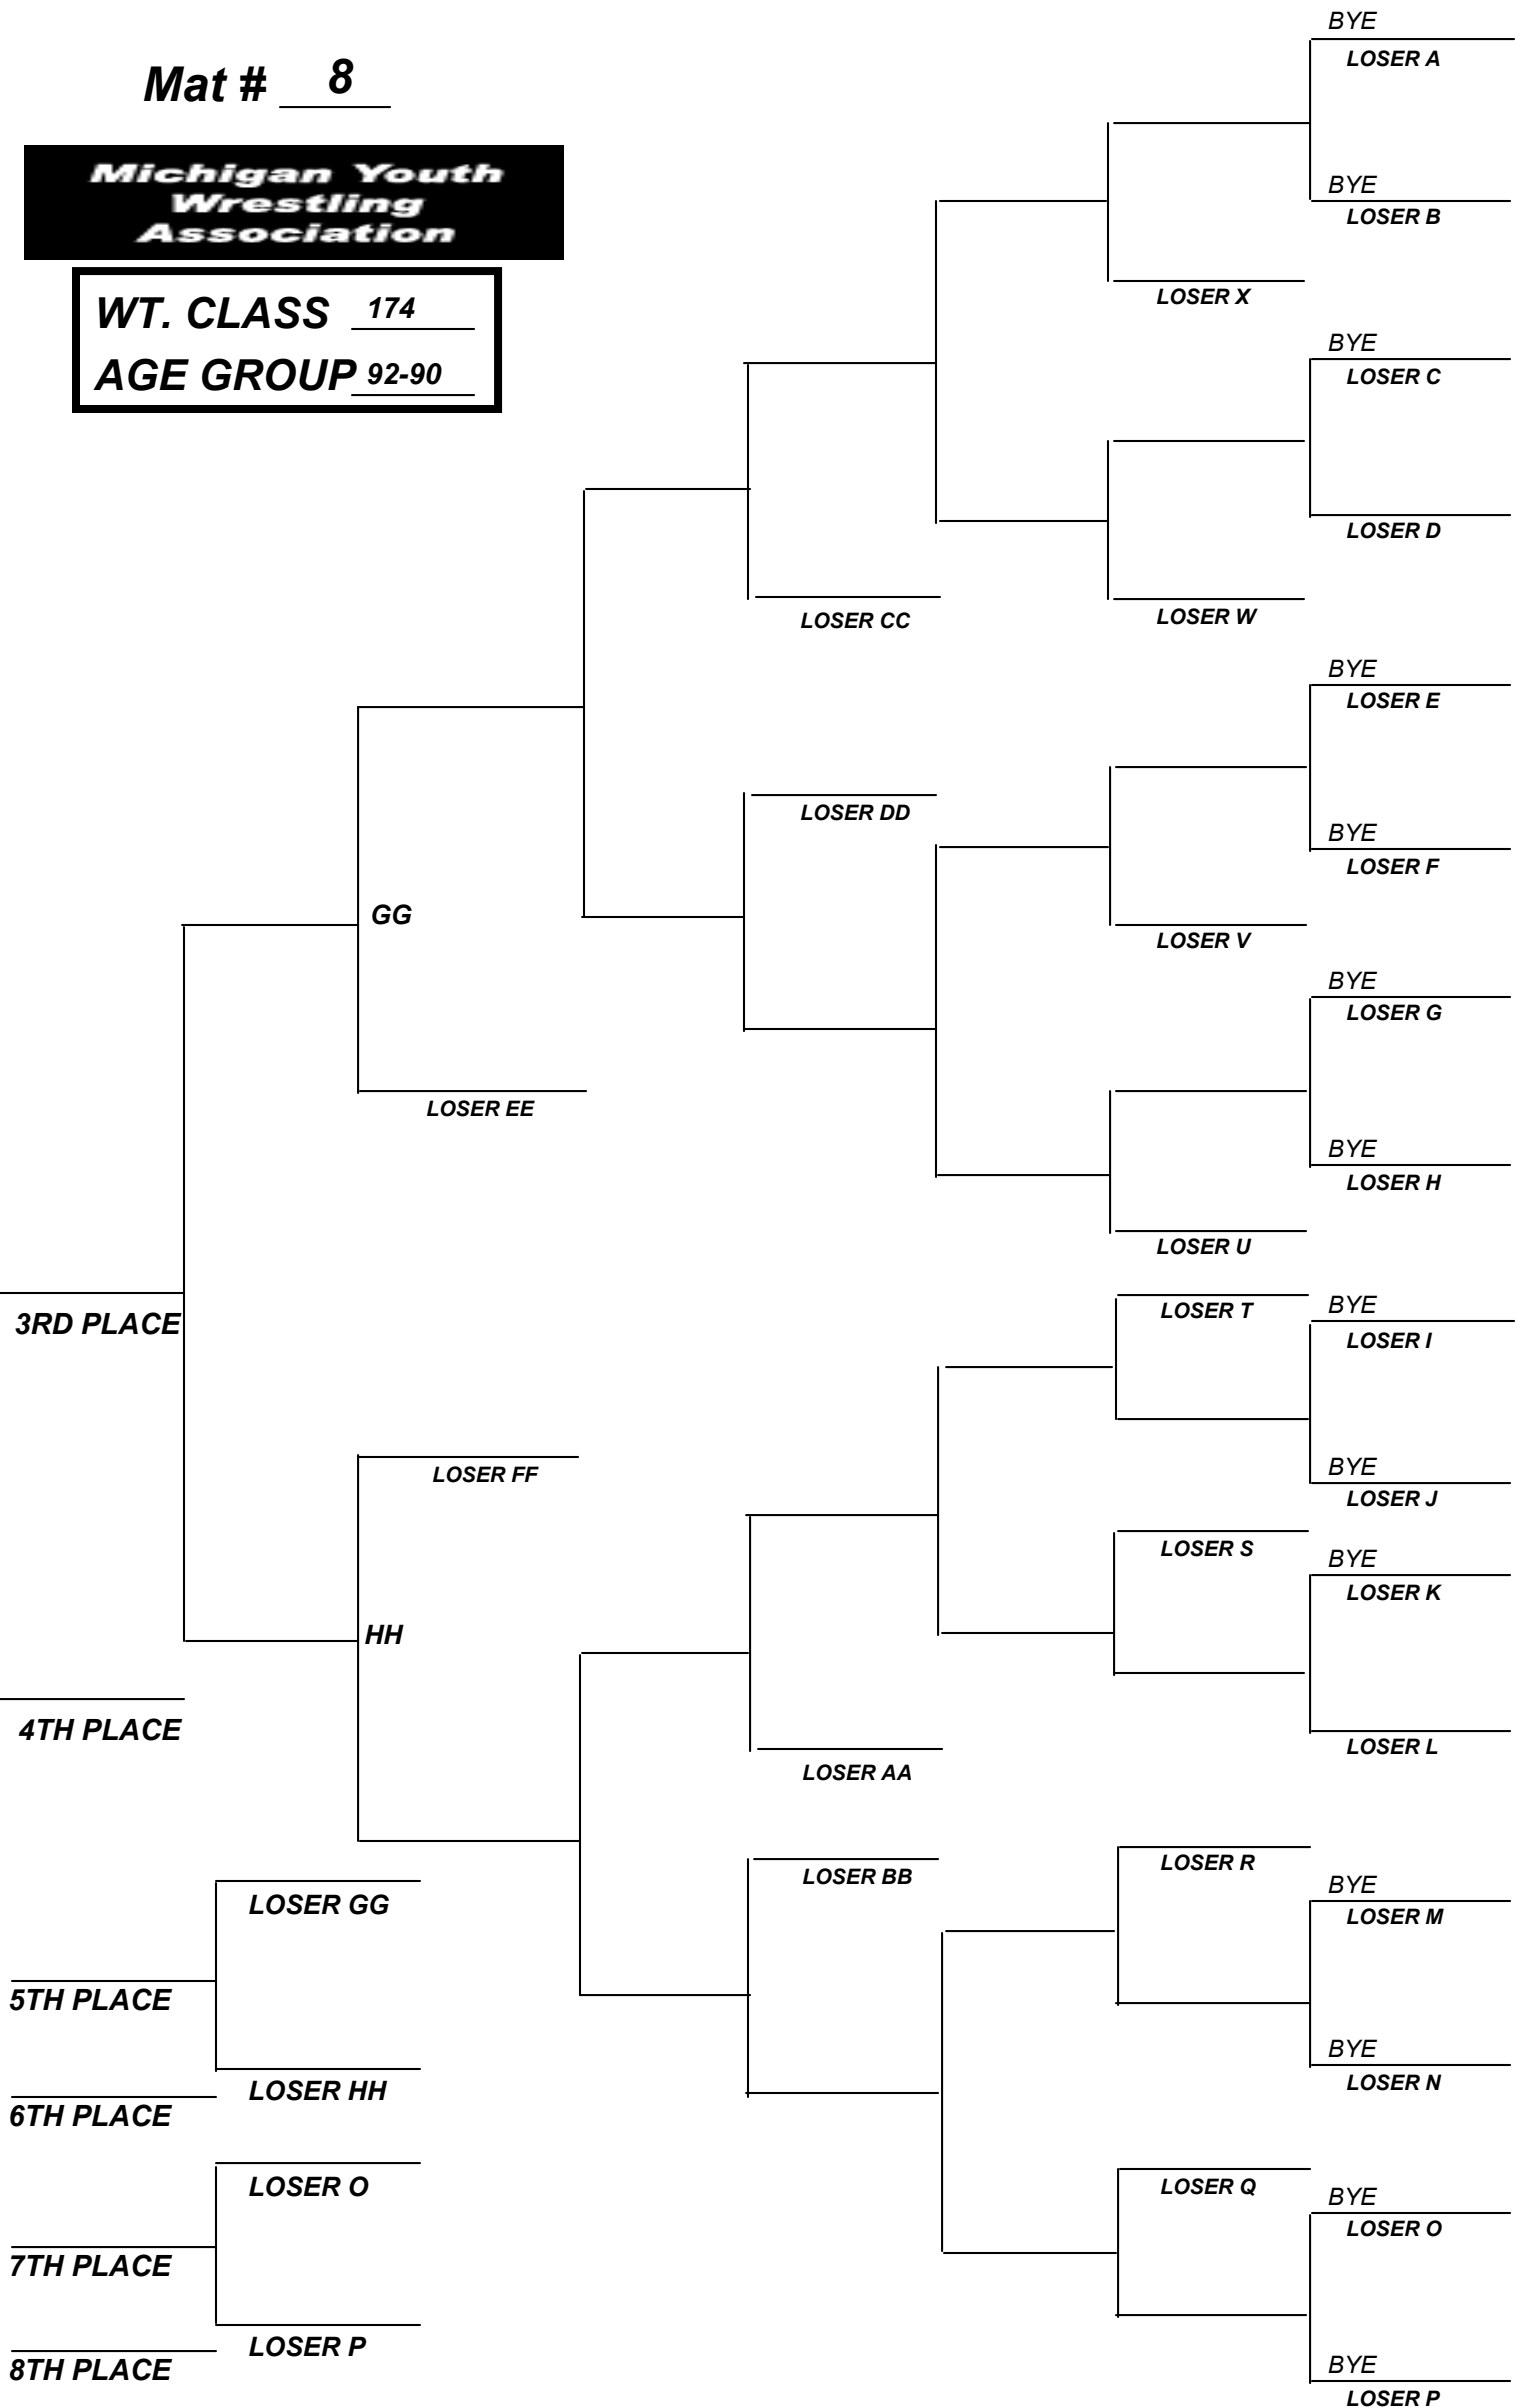 Mat # 8
Michigan Youth
Wrestling
Association
WT. CLASS 174
AGE GROUP 92-90
BYE
LOSER A
BYE
LOSER B
LOSER X
BYE
LOSER C
LOSER D
LOSER CC
LOSER W
BYE
LOSER E
LOSER DD
BYE
LOSER F
GG
LOSER V
BYE
LOSER G
LOSER EE
BYE
LOSER H
LOSER U
3RD PLACE
LOSER T
BYE
LOSER I
LOSER FF
BYE
LOSER J
LOSER S
BYE
LOSER K
HH
4TH PLACE
LOSER L
LOSER AA
LOSER BB
LOSER R
BYE
LOSER M
LOSER GG
5TH PLACE
BYE
LOSER N
LOSER HH
6TH PLACE
LOSER O
LOSER Q
BYE
LOSER O
7TH PLACE
LOSER P
8TH PLACE
BYE
LOSER P